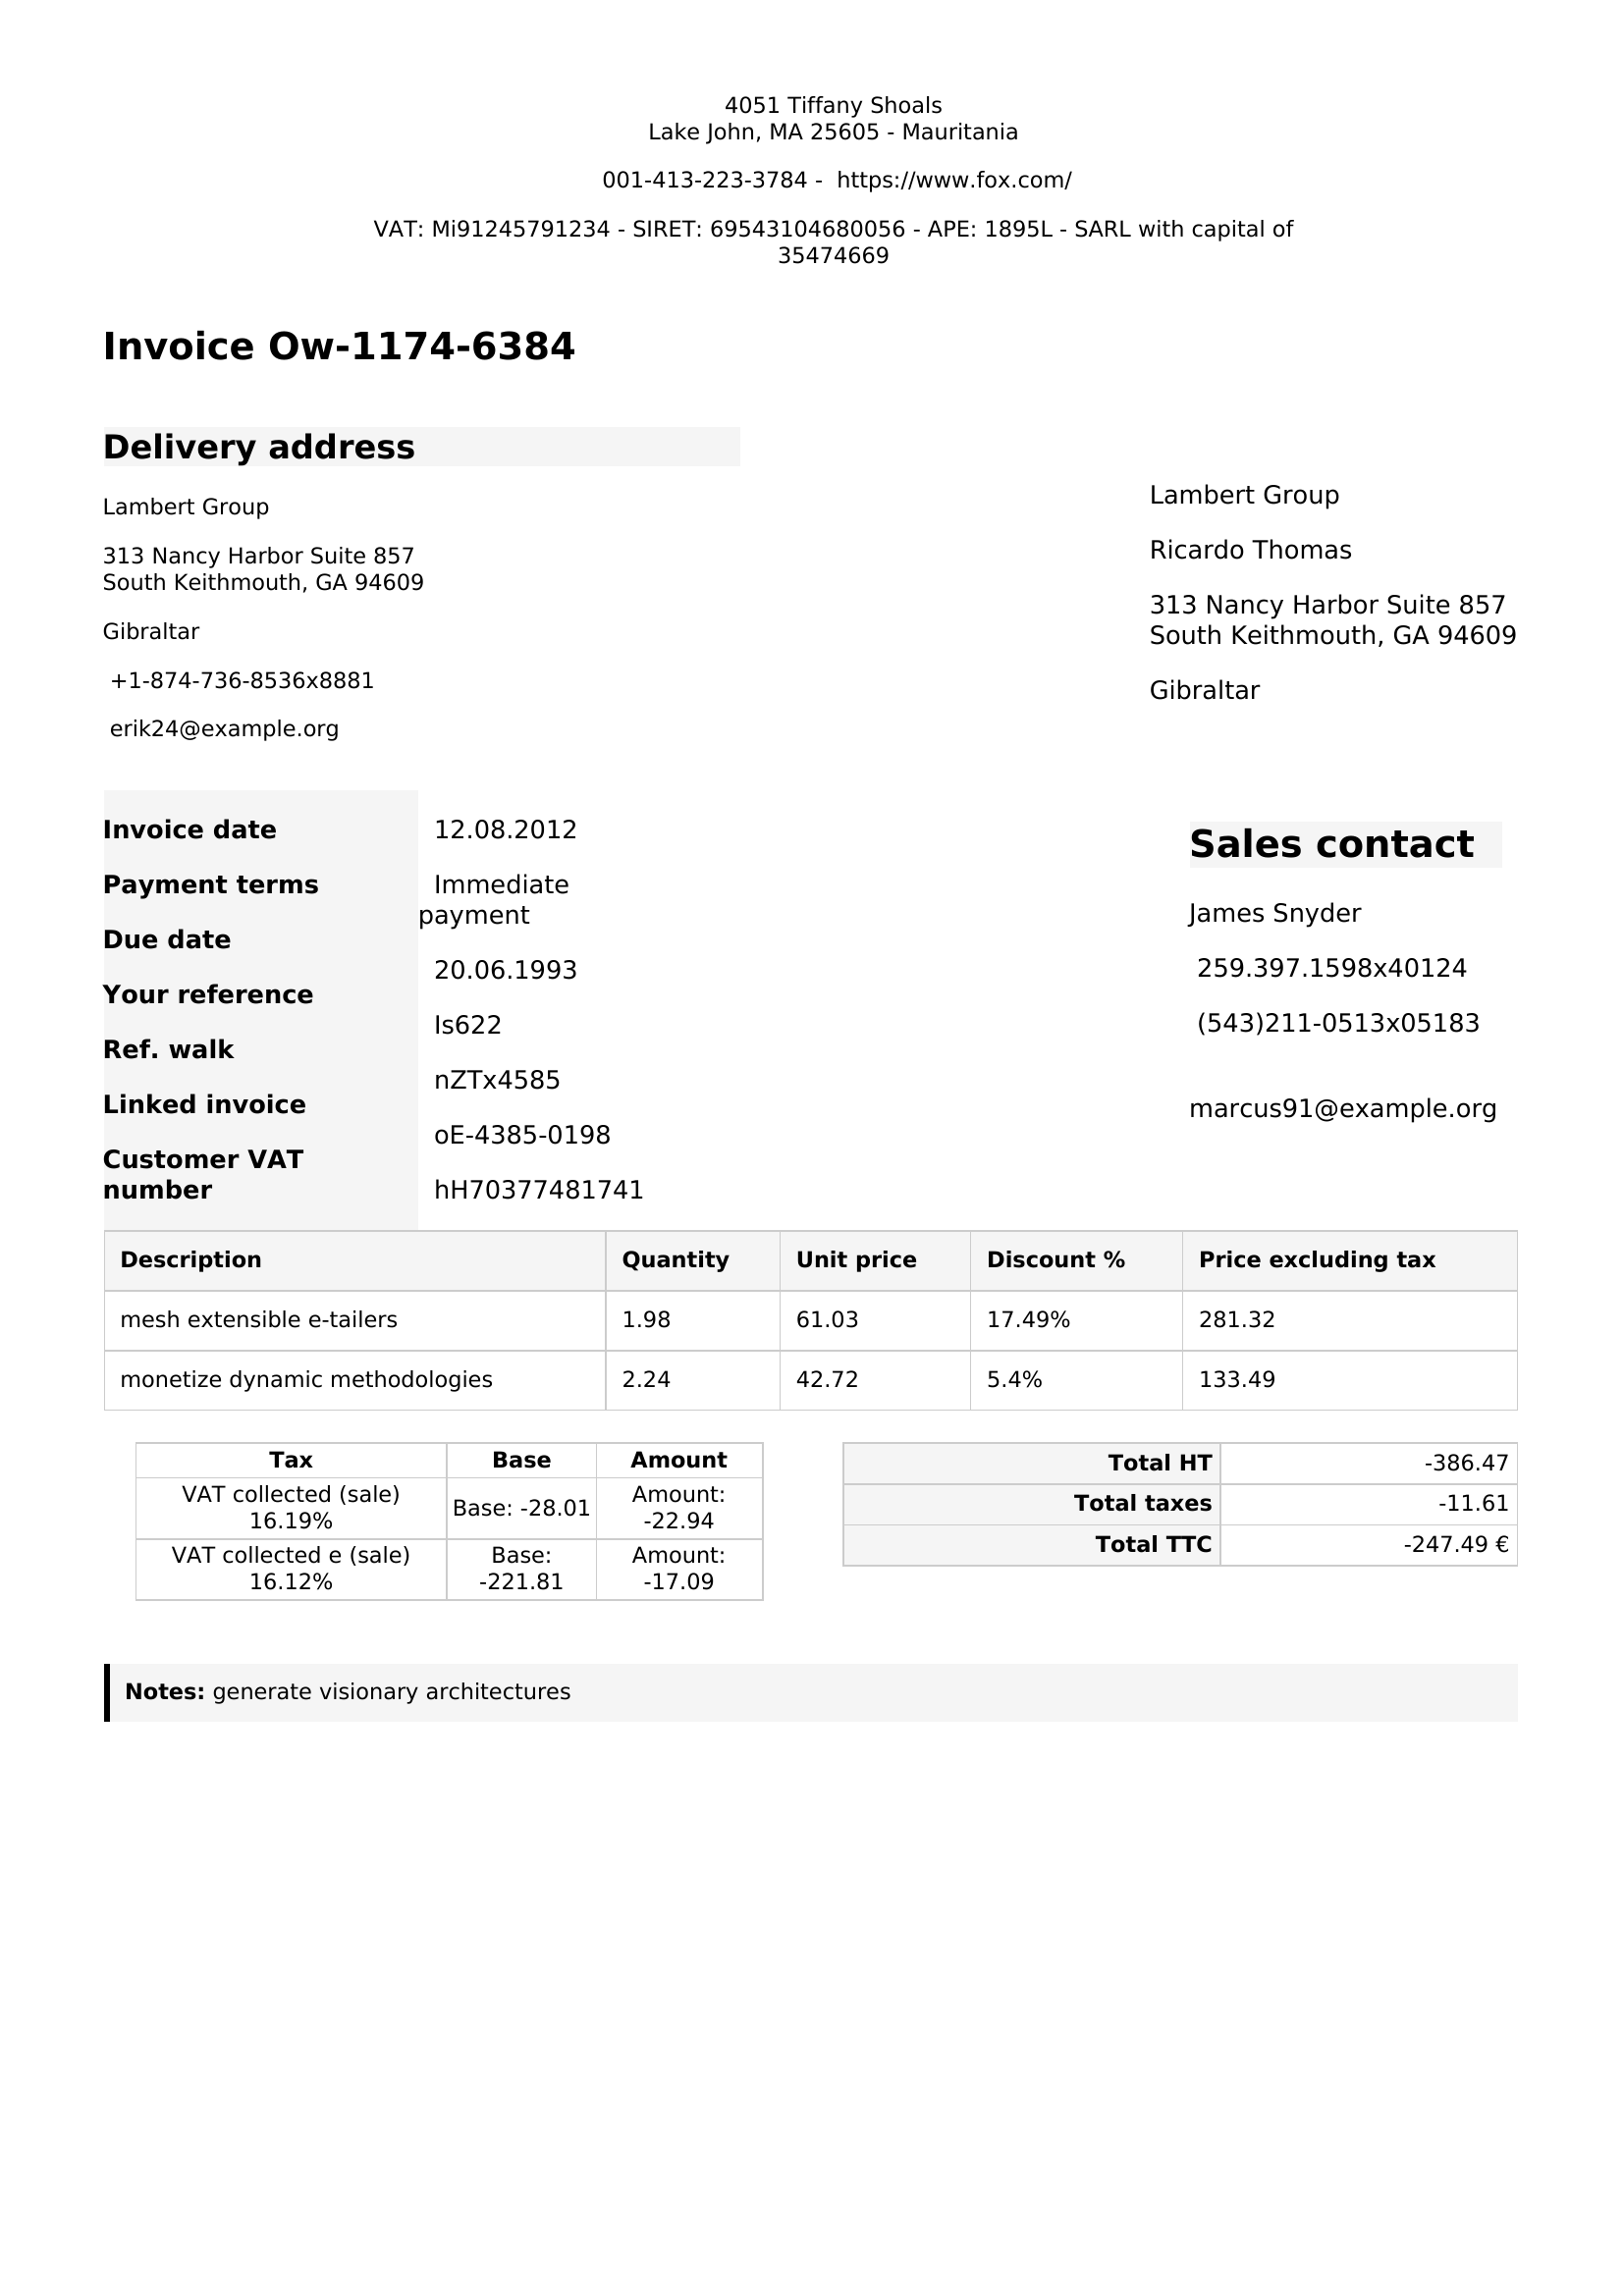 4051 Tiffany Shoals
Lake John, MA 25605 - Mauritania
001-413-223-3784 -  https://www.fox.com/
VAT: Mi91245791234 - SIRET: 69543104680056 - APE: 1895L - SARL with capital of
35474669
Invoice Ow-1174-6384
Delivery address
Lambert Group
313 Nancy Harbor Suite 857
South Keithmouth, GA 94609
Gibraltar
+1-874-736-8536x8881
erik24@example.org
Lambert Group
Ricardo Thomas
313 Nancy Harbor Suite 857
South Keithmouth, GA 94609
Gibraltar
Invoice date
Payment terms
Due date
Your reference
Ref. walk
Linked invoice
Customer VAT
number
12.08.2012
Immediate
payment
20.06.1993
Is622
nZTx4585
oE-4385-0198
hH70377481741
Sales contact
James Snyder
259.397.1598x40124
(543)211-0513x05183
marcus91@example.org
Description Quantity Unit price Discount % Price excluding tax
mesh extensible e-tailers 1.98 61.03 17.49% 281.32
monetize dynamic methodologies 2.24 42.72 5.4% 133.49
Tax Base Amount
VAT collected (sale)
16.19%
Base: -28.01
Amount:
-22.94
VAT collected e (sale)
16.12%
Base:
-221.81
Amount:
-17.09
Total HT -386.47
Total taxes -11.61
Total TTC -247.49 €
Notes: generate visionary architectures